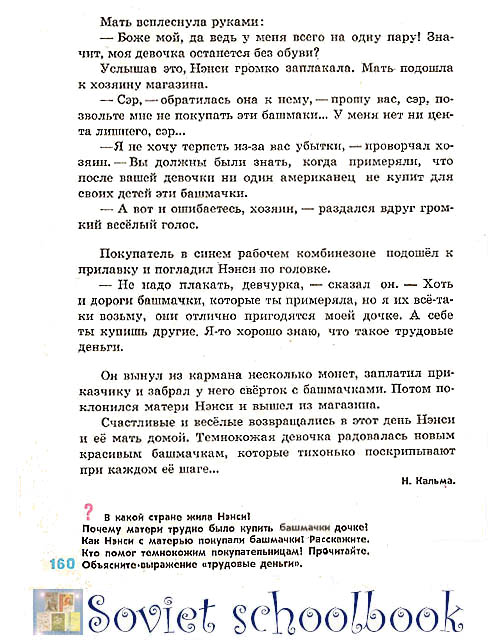 Мать всплеснула руками:
— Боже мой, да ведь у меня всего на одну пару! Зна-
чит, моя девочка останется без обуви?
Услышав это, Нэнси громко заплакала. Мать подошла
к хозяину магазина.
— Сэр, — обратилась она к нему, — прошу вас, сэр, по-
звольте мне не покупать эти башмаки... У меня нет ни цен-
та лишнего, сэр...
— Я не хочу терпеть из-за вас убытки, — проворчал хо-
зяин. — Вы должны были знать, когда примеряли, что
после вашей девочки ни один американец не купит для
своих детей эти башмачки.
— А вот и ошибаетесь, хозяин, — раздался вдруг гром-
кий весёлый голос.
Покупатель в синем рабочем комбинезоне подошёл к
прилавку и погладил Нэнси по головке.
— Не надо плакать, девчурка, — сказал он. — Хоть
и дороги башмачки, которые ты примеряла, но я их всё-та-
ки возьму, они отлично пригодятся моей дочке. А себе
ты купишь другие. Я-то хорошо знаю, что такое трудовые
деньги.
Он вынул из кармана несколько монет, заплатил при-
казчику и забрал у него свёрток с башмачками. Потом по-
клонился матери Нэнси и вышел из магазина.
Счастливые и весёлые возвращались в этот день Нэнси
и её мать домой. Темнокожая девочка радовалась новым
красивым башмачкам, которые тихонько поскрипывают
при каждом её шаге...
Н. Кальма.
? В какой стране жила Нэнси?
Почему матери трудно было купить башмачки дочке?
Как Нэнси с матерью покупали башмачки? Расскажите.
Кто помог темнокожим покупательницам? Прочитайте.
160 Объясните выражение «трудовые деньги».
Soviet schoolbook